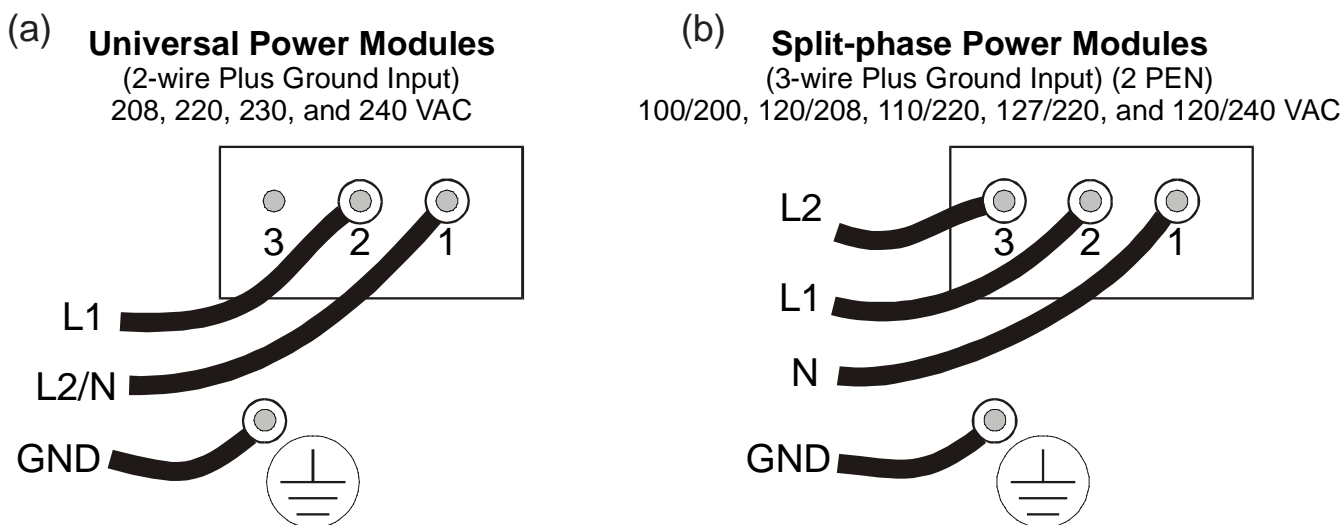 (a)
Universal Power Modules
(2-wire Plus Ground Input)
208, 220, 230, and 240 VAC
3 2 1
L1
L2/N
GND
(b)
Split-phase Power Modules
(3-wire Plus Ground Input) (2 PEN)
100/200, 120/208, 110/220, 127/220, and 120/240 VAC
L2
3 2 1
L1
N
GND